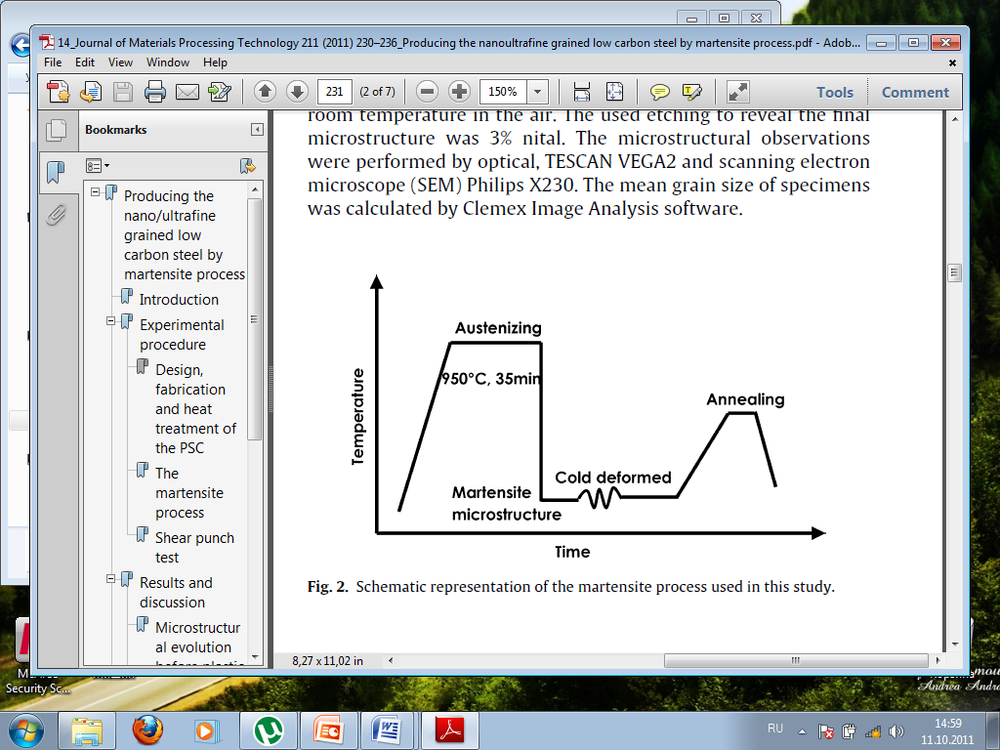 14_Journal of Materials Processing Technology 211 (2011) 230–236_Producing the nanoultrafine grained low carbon steel by martensite process.pdf - Adob...
File Edit View Window Help
231 (2 of 7) 150% Tools Comment
Bookmarks
Producing the
nano/ultrafine
grained low
carbon steel by
martensite process
Introduction
Experimental
procedure
Design,
fabrication
and heat
treatment of
the PSC
The
martensite
process
Shear punch
test
Results and
discussion
Microstructur
al evolution
room temperature in the air. The used etching to reveal the final
microstructure was 3% nital. The microstructural observations
were performed by optical, TESCAN VEGA2 and scanning electron
microscope (SEM) Philips X230. The mean grain size of specimens
was calculated by Clemex Image Analysis software.
Temperature
Austenizing
950°C, 35min
Annealing
Cold deformed
Martensite
microstructure
Time
Fig. 2. Schematic representation of the martensite process used in this study.
8,27 x 11,02 in
Security Sc...
Andrea Andre
RU
14:59
11.10.2011